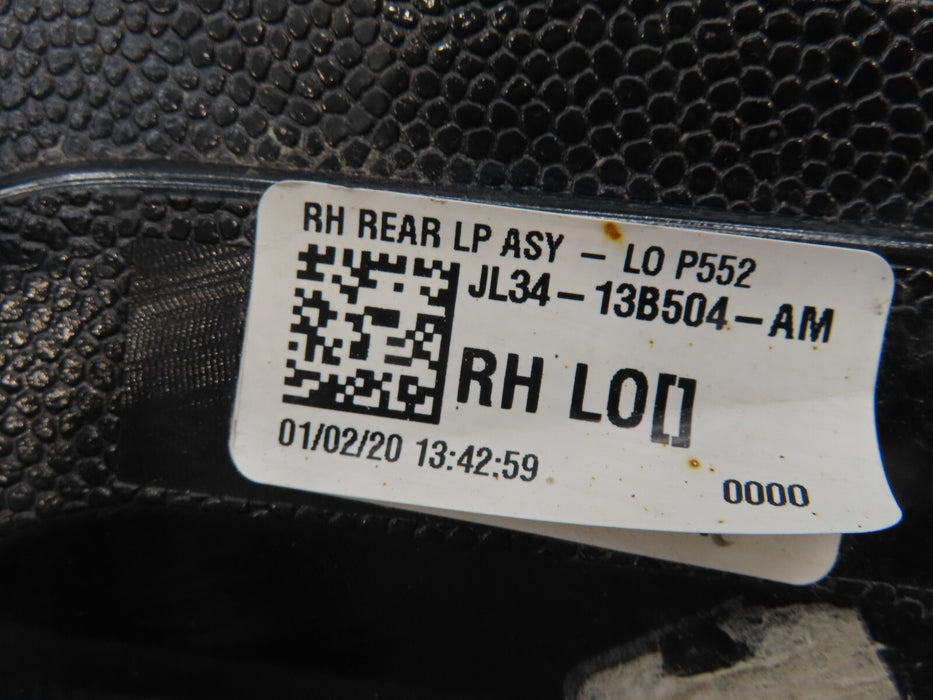 RH REAR LP ASY - LO P552
JL34-13B504-AM
RH LO[]
01/02/20 13:42:59
0000